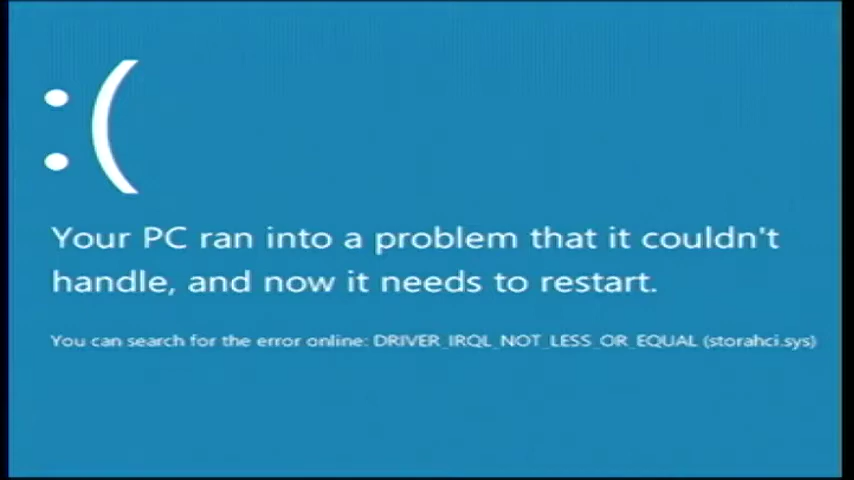 :(
Your PC ran into a problem that it couldn't
handle, and now it needs to restart.
You can search for the error online: DRIVER_IRQL_NOT_LESS_OR_EQUAL (storahci.sys)